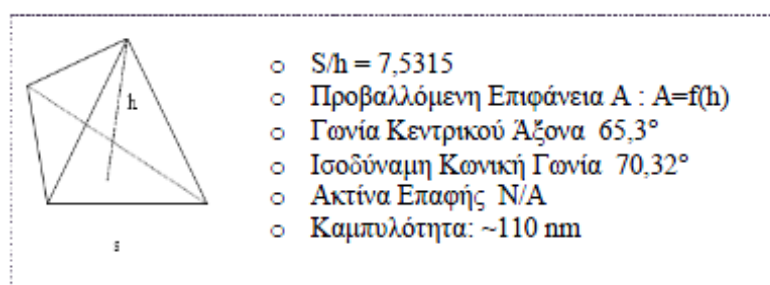 h
s
○ S/h = 7,5315
○ Προβαλλόμενη Επιφάνεια Α : A=f(h)
○ Γωνία Κεντρικού Άξονα 65,3°
○ Ισοδύναμη Κωνική Γωνία 70,32°
○ Ακτίνα Επαφής N/A
○ Καμπυλότητα: ~110 nm